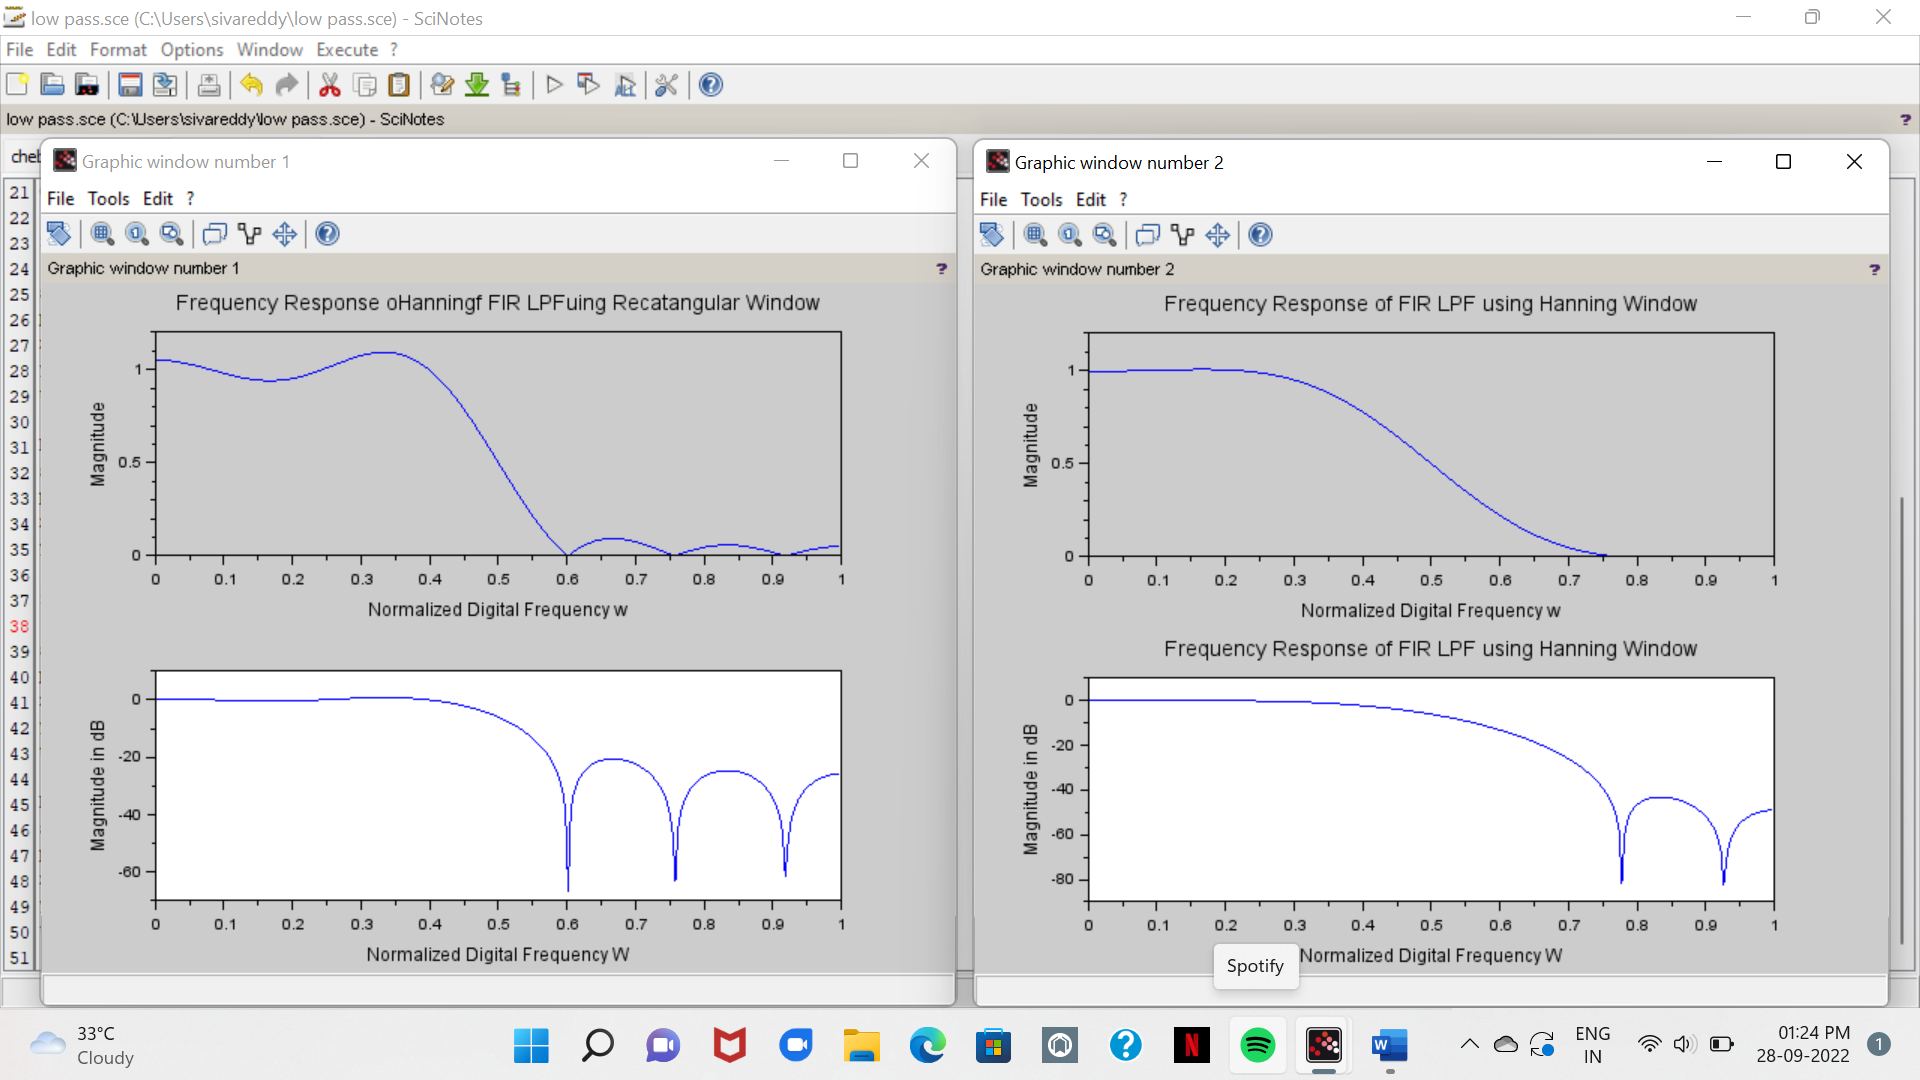 low pass.sce (C:\Users\sivareddy\low pass.sce) - SciNotes
File Edit Format Options Window Execute ?
low pass.sce (C:\Users\sivareddy\low pass.sce) - SciNotes ?
cheb
21
22
23
24
25
26
27
28
29
30
31
32
33
34
35
36
37
38
39
40
41
42
43
44
45
46
47
48
49
50
51
Graphic window number 1
File Tools Edit ?
Graphic window number 1 ?
Frequency Response oHanningf FIR LPFuing Recatangular Window
Magnitude
1
0.5
0
0 0.1 0.2 0.3 0.4 0.5 0.6 0.7 0.8 0.9 1
Normalized Digital Frequency w
Magnitude in dB
0
-20
-40
-60
0 0.1 0.2 0.3 0.4 0.5 0.6 0.7 0.8 0.9 1
Normalized Digital Frequency W
Graphic window number 2
File Tools Edit ?
Graphic window number 2 ?
Frequency Response of FIR LPF using Hanning Window
Magnitude
1
0.5
0
0 0.1 0.2 0.3 0.4 0.5 0.6 0.7 0.8 0.9 1
Normalized Digital Frequency w
Frequency Response of FIR LPF using Hanning Window
Magnitude in dB
0
-20
-40
-60
-80
0 0.1 0.2 0.3 0.4 0.5 0.6 0.7 0.8 0.9 1
Normalized Digital Frequency W
Spotify
33°C
Cloudy
ENG
IN
01:24 PM
28-09-2022
1